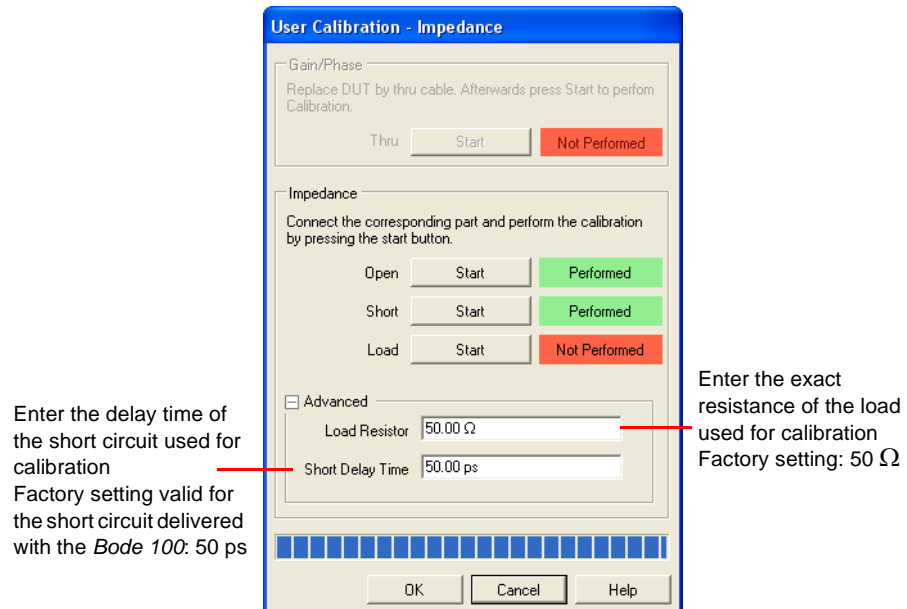 User Calibration - Impedance
Gain/Phase
Replace DUT by thru cable. Afterwards press Start to perfom
Calibration.
Thru Start Not Performed
Impedance
Connect the corresponding part and perform the calibration
by pressing the start button.
Open Start Performed
Short Start Performed
Load Start Not Performed
Advanced
Load Resistor 50.00 Ω
Short Delay Time 50.00 ps
OK Cancel Help
Enter the delay time of
the short circuit used for
calibration
Factory setting valid for
the short circuit delivered
with the Bode 100: 50 ps
Enter the exact
resistance of the load
used for calibration
Factory setting: 50 Ω